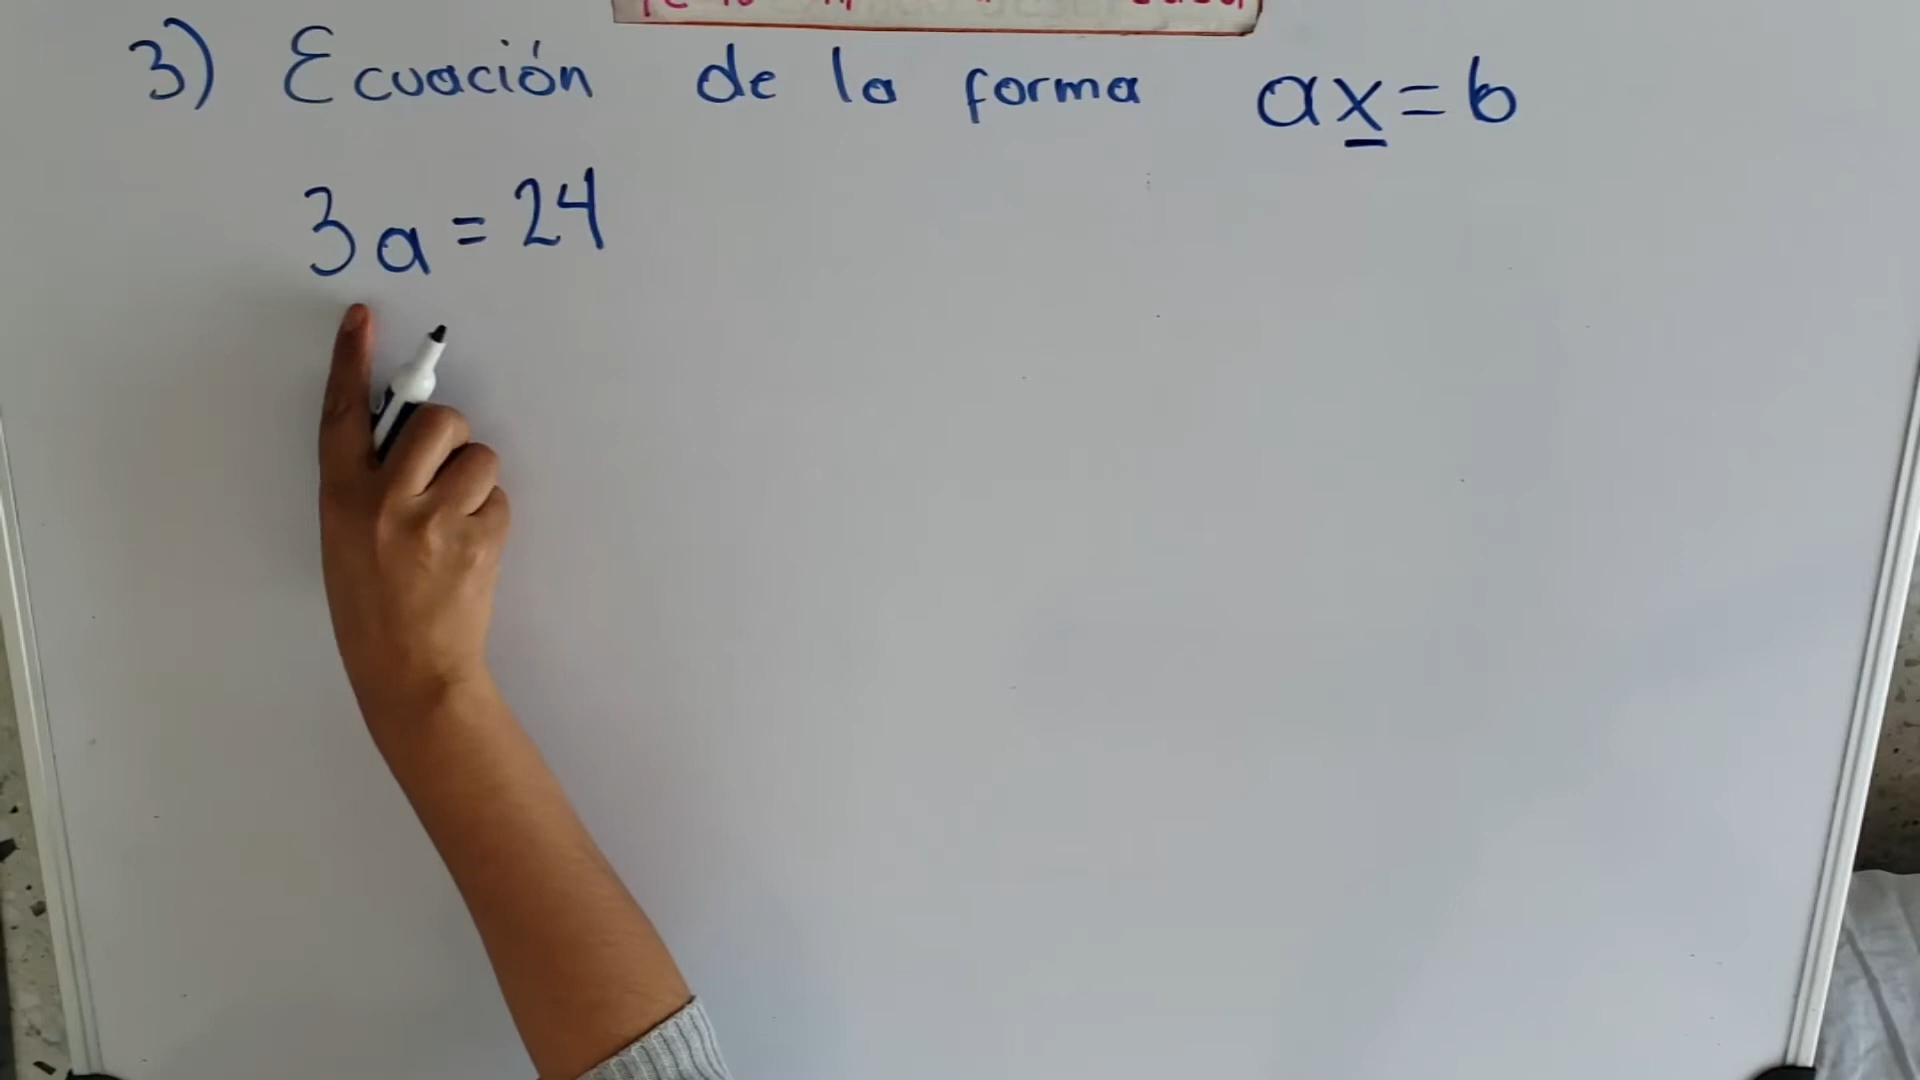 3) Ecuación de la forma ax=b
3a = 24